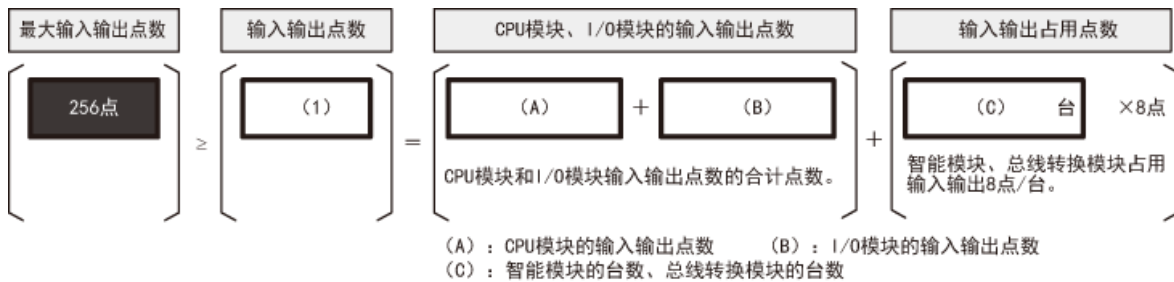 最大输入输出点数 输入输出点数 CPU模块、I/O模块的输入输出点数 输入输出占用点数
256点 ≥ (1) = (A) + (B) + (C) 台 ×8点
CPU模块和I/O模块输入输出点数的合计点数。
智能模块、总线转换模块占用
输入输出8点/台。
(A)：CPU模块的输入输出点数 (B)：I/O模块的输入输出点数
(C)：智能模块的台数、总线转换模块的台数